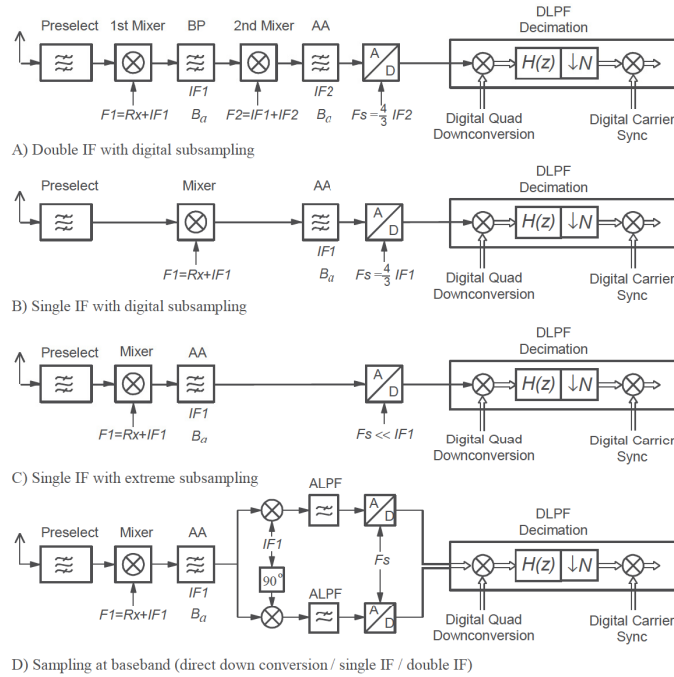 DLPF
Decimation
Preselect 1st Mixer BP 2nd Mixer AA
A D H(z) ↓N
IF1 IF2
F1=Rx+IF1 Ba F2=IF1+IF2 Ba Fs=4/3 IF2
Digital Quad Downconversion
Digital Carrier Sync
A) Double IF with digital subsampling
DLPF
Decimation
Preselect Mixer AA
A D H(z) ↓N
IF1
F1=Rx+IF1 Ba Fs=4/3 IF1
Digital Quad Downconversion
Digital Carrier Sync
B) Single IF with digital subsampling
DLPF
Decimation
Preselect Mixer AA
A D H(z) ↓N
IF1
F1=Rx+IF1 Ba Fs << IF1
Digital Quad Downconversion
Digital Carrier Sync
C) Single IF with extreme subsampling
ALPF
A D
DLPF
Decimation
Preselect Mixer AA
IF1 Fs
H(z) ↓N
90°
ALPF
IF1
F1=Rx+IF1 Ba
A D
Digital Quad Downconversion
Digital Carrier Sync
D) Sampling at baseband (direct down conversion / single IF / double IF)